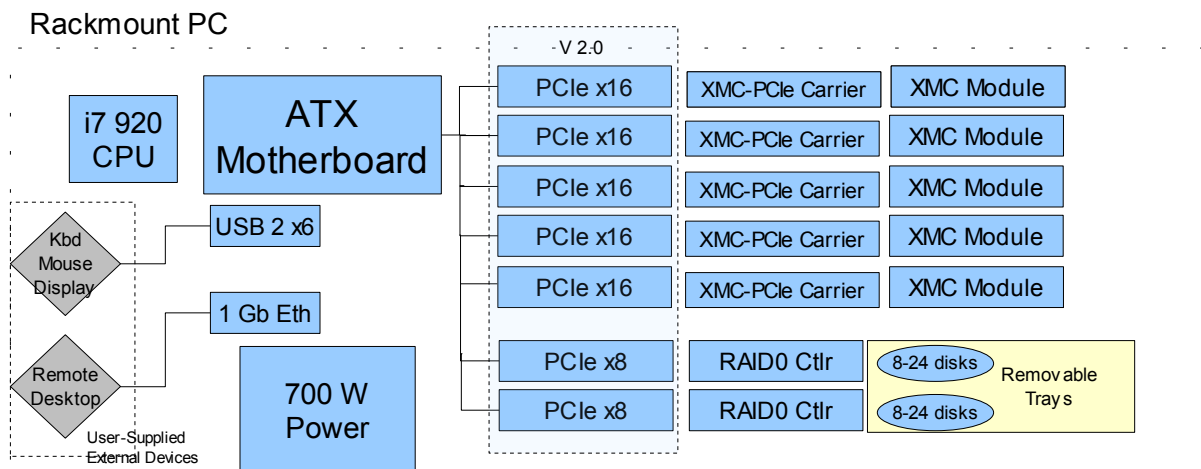 Rackmount PC
V 2.0
i7 920
CPU
ATX
Motherboard
PCIe x16
XMC-PCIe Carrier
XMC Module
PCIe x16
XMC-PCIe Carrier
XMC Module
PCIe x16
XMC-PCIe Carrier
XMC Module
PCIe x16
XMC-PCIe Carrier
XMC Module
PCIe x16
XMC-PCIe Carrier
XMC Module
Kbd
Mouse
Display
USB 2 x6
1 Gb Eth
Remote
Desktop
700 W
Power
User-Supplied
External Devices
PCIe x8
RAID0 Ctlr
8-24 disks
PCIe x8
RAID0 Ctlr
8-24 disks
Removable
Trays